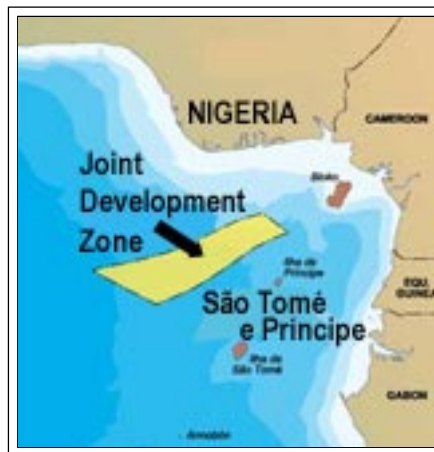 NIGERIA
CAMEROON
Joint
Development
Zone
Bioko
Ilha do
Príncipe
EQU.
GUINEA
São Tomé
e Príncipe
Ilha de
São Tomé
GABON
Annobón